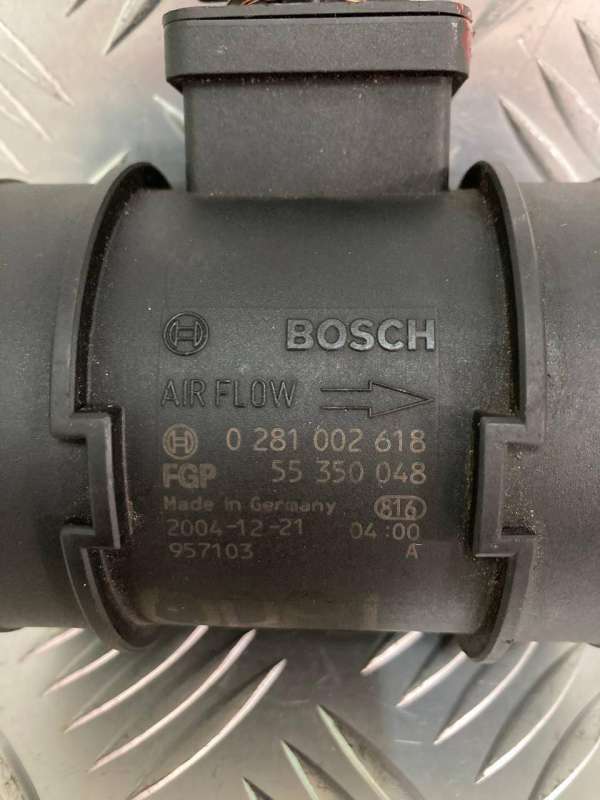 BOSCH
AIR FLOW
0 281 002 618
FGP 55 350 048
Made in Germany 816
2004-12-21 04:00
957103 A